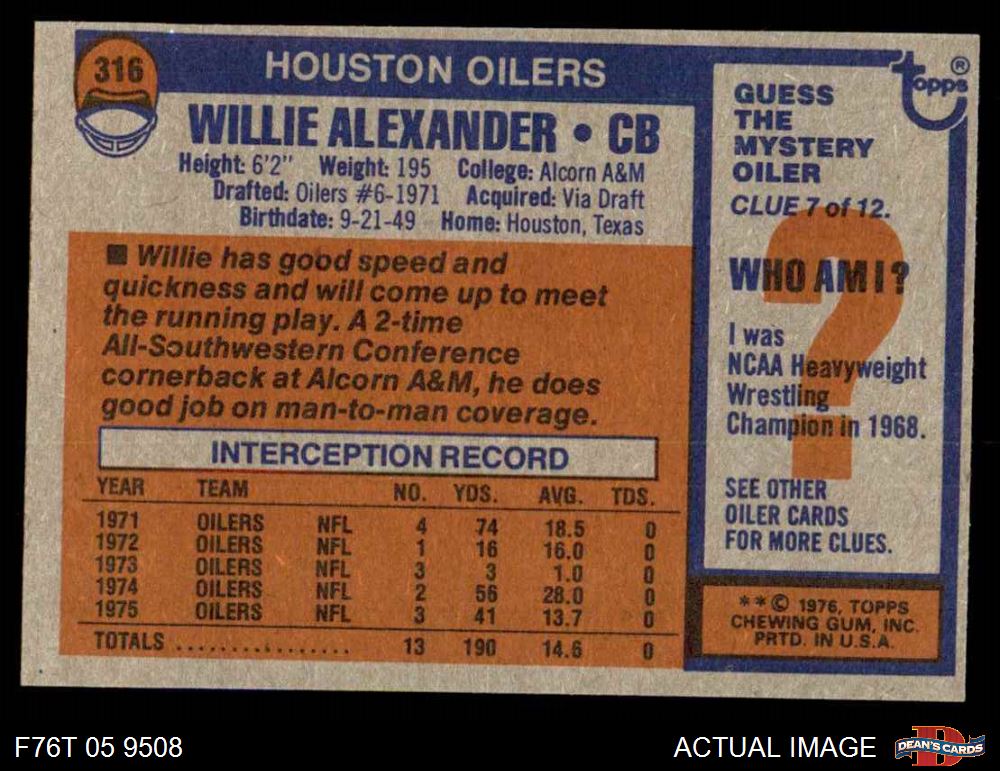 316
HOUSTON OILERS
WILLIE ALEXANDER • CB
Height: 6'2" Weight: 195 College: Alcorn A&M
Drafted: Oilers #6-1971 Acquired: Via Draft
Birthdate: 9-21-49 Home: Houston, Texas
■ Willie has good speed and
quickness and will come up to meet
the running play. A 2-time
All-Southwestern Conference
cornerback at Alcorn A&M, he does
good job on man-to-man coverage.
INTERCEPTION RECORD
YEAR TEAM NO. YDS. AVG. TDS.
1971 OILERS NFL 4 74 18.5 0
1972 OILERS NFL 1 16 16.0 0
1973 OILERS NFL 3 3 1.0 0
1974 OILERS NFL 2 56 28.0 0
1975 OILERS NFL 3 41 13.7 0
TOTALS ................ 13 190 14.6 0
topps ®
GUESS
THE
MYSTERY
OILER
CLUE 7 of 12.
?
WHO AM I?
I was
NCAA Heavyweight
Wrestling
Champion in 1968.
SEE OTHER
OILER CARDS
FOR MORE CLUES.
**© 1976, TOPPS
CHEWING GUM, INC.
PRTD. IN U.S.A.
F76T 05 9508
ACTUAL IMAGE
D
DEAN'S CARDS